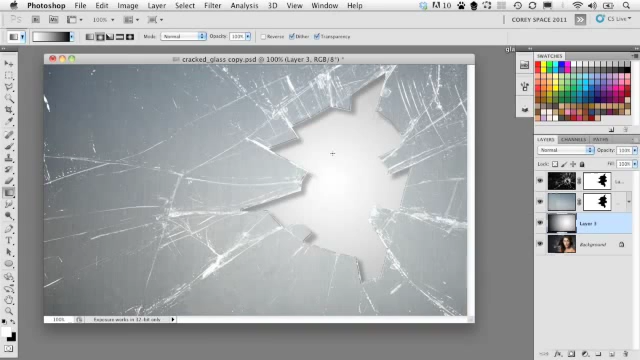 Photoshop File Edit Image Layer Select Filter Analysis 3D View Window Help
100%
COREY SPACE 2011
CS Live
Mode: Normal Opacity: 100% Reverse Dither Transparency
cracked_glass copy.psd @ 100% (Layer 3, RGB/8*) *
SWATCHES
LAYERS CHANNELS PATHS
Normal Opacity: 100%
Lock: Fill: 100%
Layer 3
Background
100% Exposure works in 32-bit only